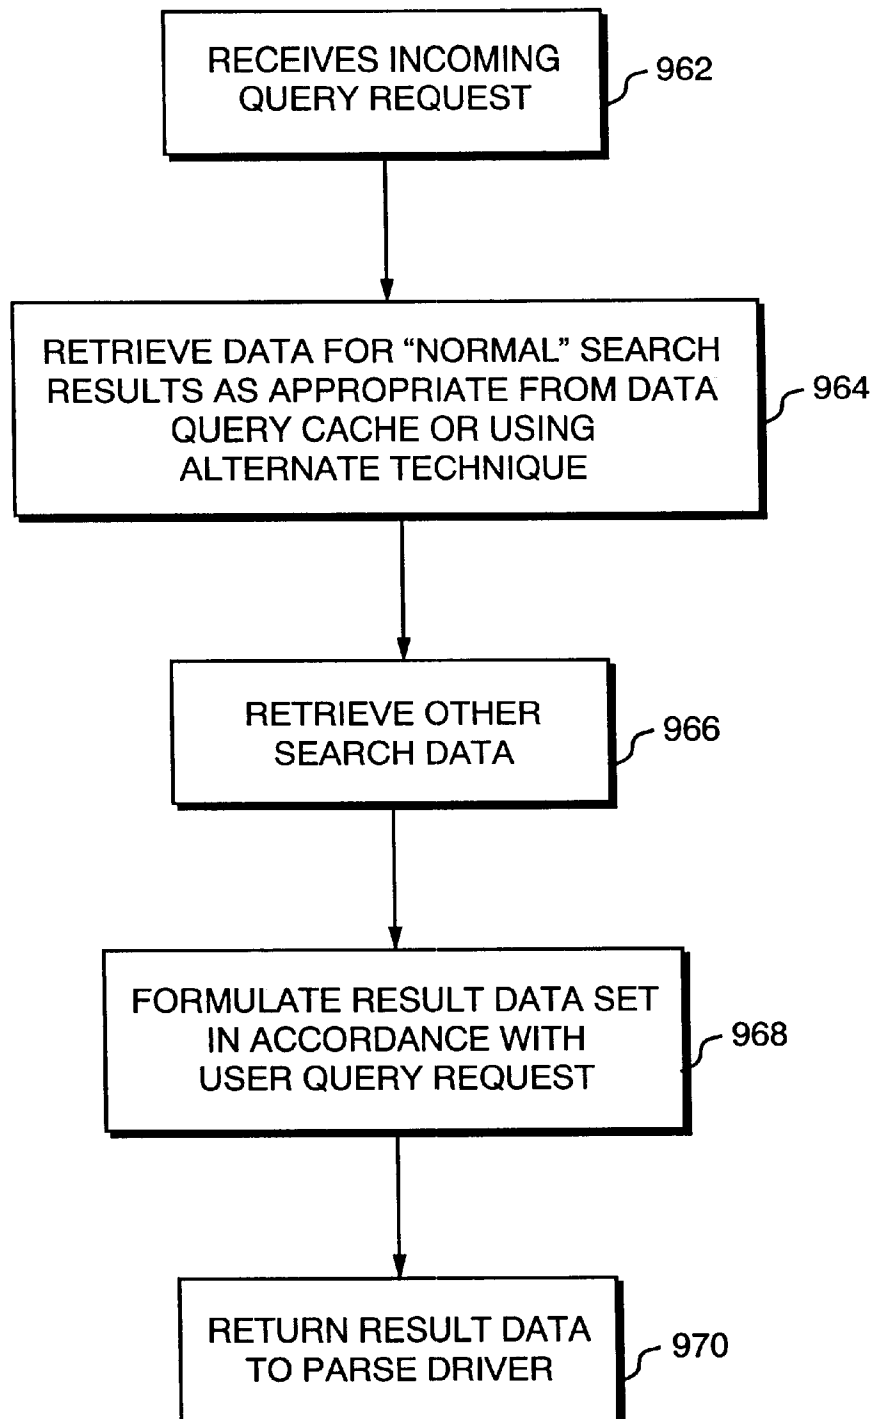 RECEIVES INCOMING
QUERY REQUEST
962
RETRIEVE DATA FOR “NORMAL” SEARCH
RESULTS AS APPROPRIATE FROM DATA
QUERY CACHE OR USING
ALTERNATE TECHNIQUE
964
RETRIEVE OTHER
SEARCH DATA
966
FORMULATE RESULT DATA SET
IN ACCORDANCE WITH
USER QUERY REQUEST
968
RETURN RESULT DATA
TO PARSE DRIVER
970